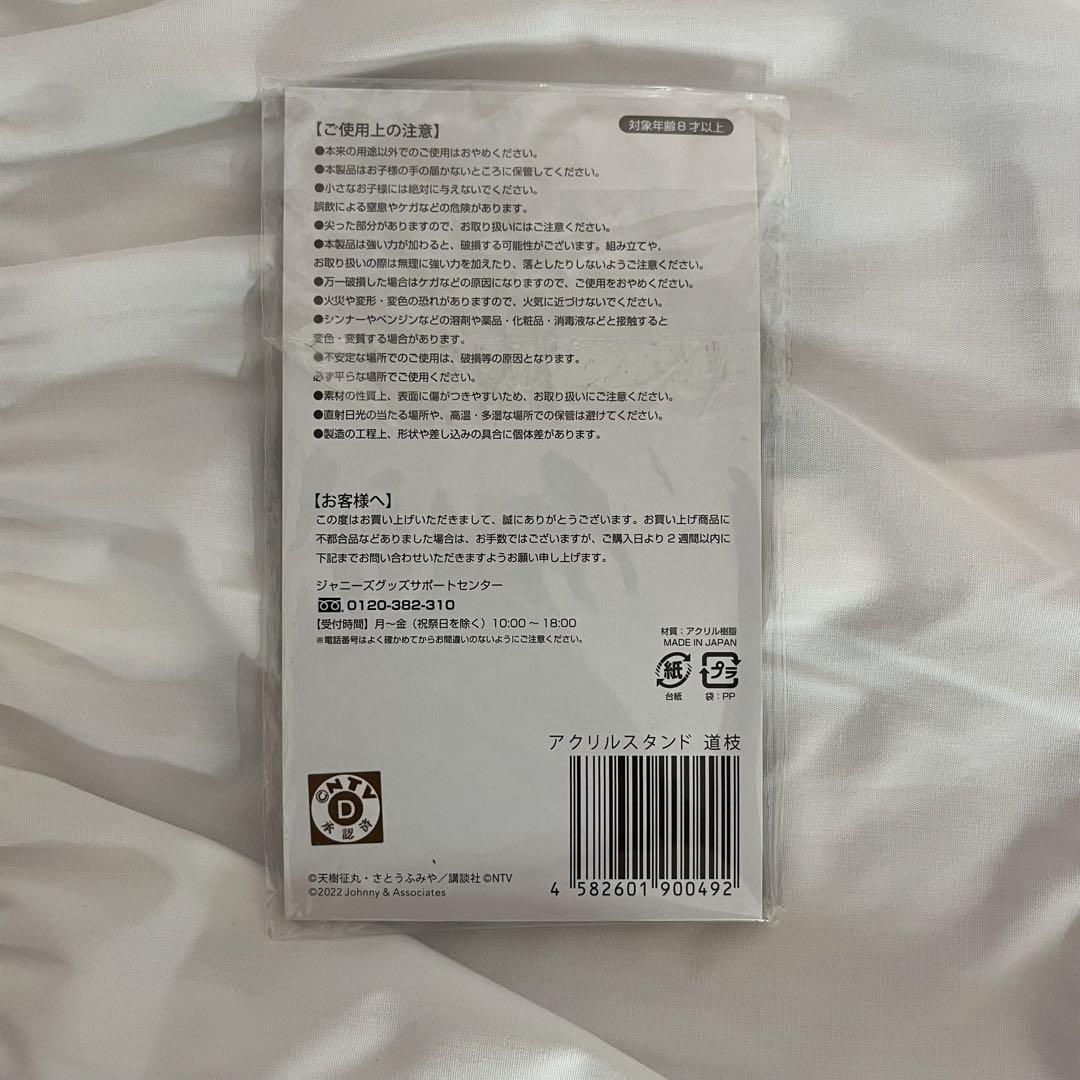 【ご使用上の注意】
対象年齢8才以上
●本来の用途以外でのご使用はおやめください。
●本製品はお子様の手の届かないところに保管してください。
●小さなお子様には絶対に与えないでください。
誤飲による窒息やケガなどの危険があります。
●尖った部分がありますので、お取り扱いにはご注意ください。
●本製品は強い力が加わると、破損する可能性がございます。組み立てや、
お取り扱いの際は無理に強い力を加えたり、落としたりしないようご注意ください。
●万一破損した場合はケガなどの原因になりますので、ご使用をおやめください。
●火災や変形・変色の恐れがありますので、火気に近づけないでください。
●シンナーやベンジンなどの溶剤や薬品・化粧品・消毒液などと接触すると
変色・変質する場合があります。
●不安定な場所でのご使用は、破損等の原因となります。
必ず平らな場所でご使用ください。
●素材の性質上、表面に傷がつきやすいため、お取り扱いにご注意ください。
●直射日光の当たる場所や、高温・多湿な場所での保管は避けてください。
●製造の工程上、形状や差し込みの具合に個体差があります。
【お客様へ】
この度はお買い上げいただきまして、誠にありがとうございます。お買い上げ商品に
不都合品などありました場合は、お手数ではございますが、ご購入日より2週間以内に
下記までお問い合わせいただきますようお願い申し上げます。
ジャニーズグッズサポートセンター
0120-382-310
【受付時間】月～金（祝祭日を除く）10:00～18:00
※電話番号はよく確かめてからお間違いのないようにご注意ください。
材質：アクリル樹脂
MADE IN JAPAN
紙 プラ
台紙 袋：PP
アクリルスタンド 道枝
©NTV
D
承認済
4 582601 900492
©天樹征丸・さとうふみや／講談社 ©NTV
©2022 Johnny & Associates